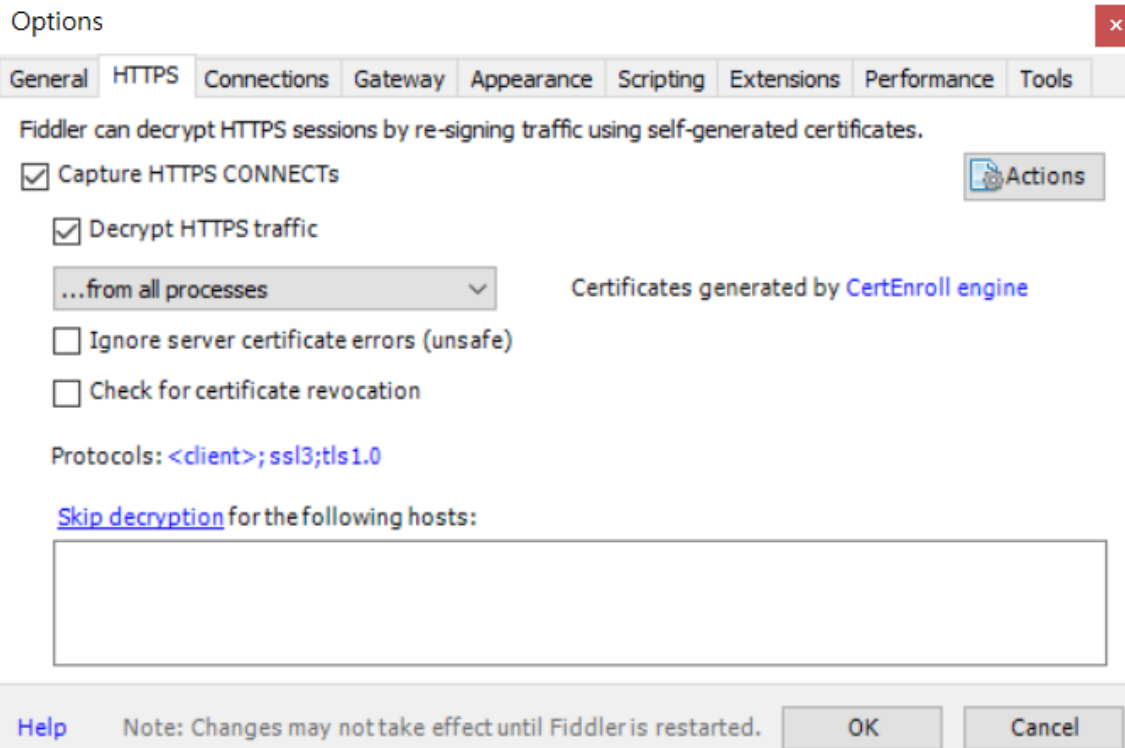 Options
General HTTPS Connections Gateway Appearance Scripting Extensions Performance Tools
Fiddler can decrypt HTTPS sessions by re-signing traffic using self-generated certificates.
Capture HTTPS CONNECTs
Actions
Decrypt HTTPS traffic
...from all processes
Certificates generated by CertEnroll engine
Ignore server certificate errors (unsafe)
Check for certificate revocation
Protocols: <client>;ssl3;tls1.0
Skip decryption for the following hosts:
Help Note: Changes may not take effect until Fiddler is restarted. OK Cancel